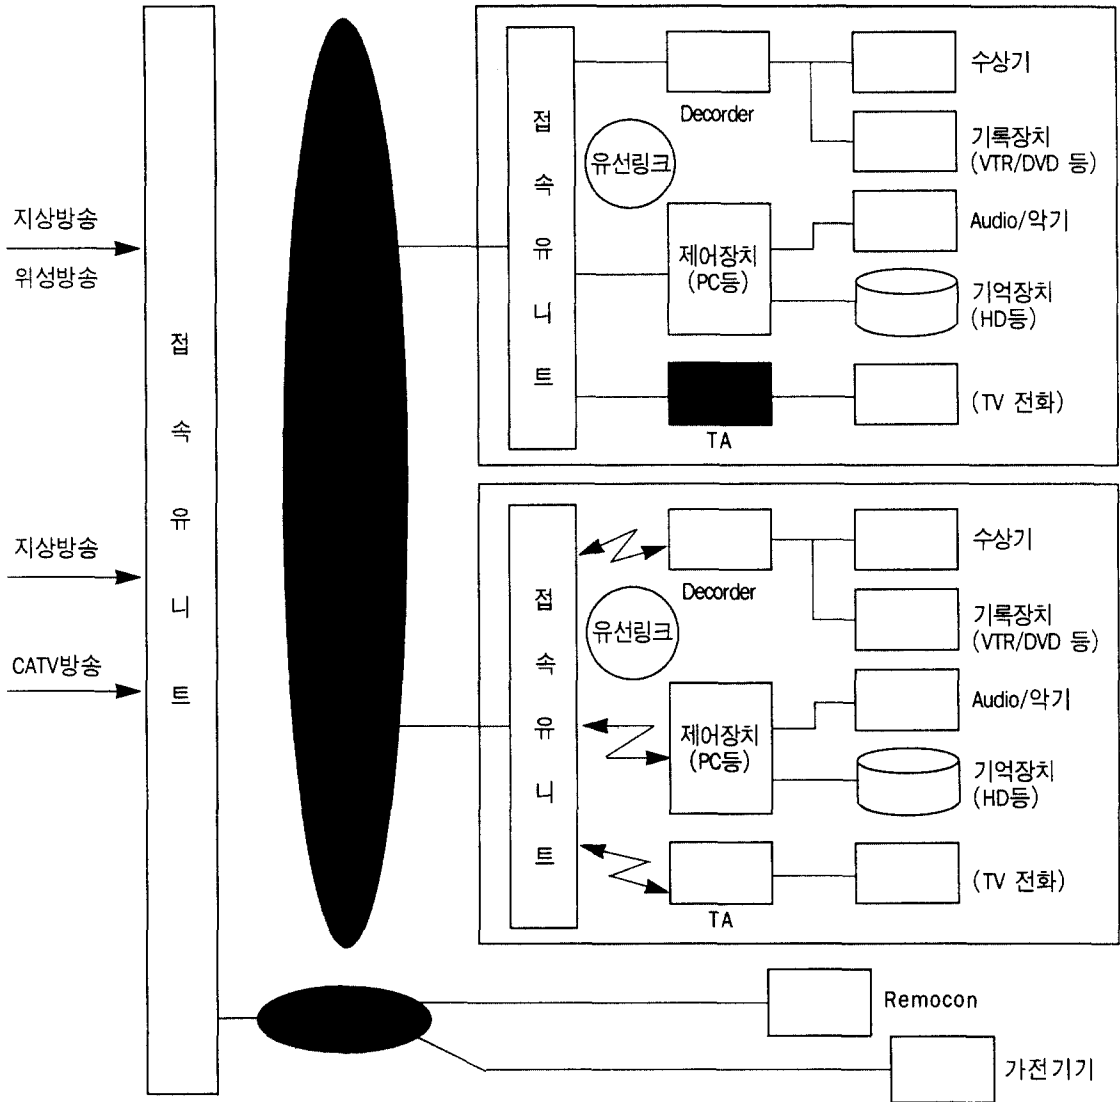 지상방송
위성방송
지상방송
CATV방송
접속유니트
접속유니트
유선링크
Decorder
수상기
기록장치
(VTR/DVD 등)
제어장치
(PC등)
Audio/악기
기억장치
(HD등)
TA
(TV 전화)
접속유니트
유선링크
Decorder
수상기
기록장치
(VTR/DVD 등)
제어장치
(PC등)
Audio/악기
기억장치
(HD등)
TA
(TV 전화)
Remocon
가전기기